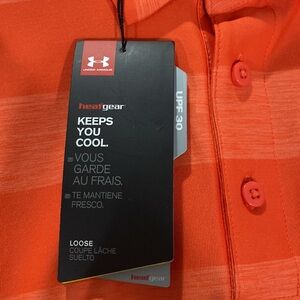 UNDER ARMOUR
heatgear
KEEPS
YOU
COOL.
VOUS
GARDE
AU FRAIS.
TE MANTIENE
FRESCO.
LOOSE
COUPE LÂCHE
SUELTO
UPF 30
heatgear